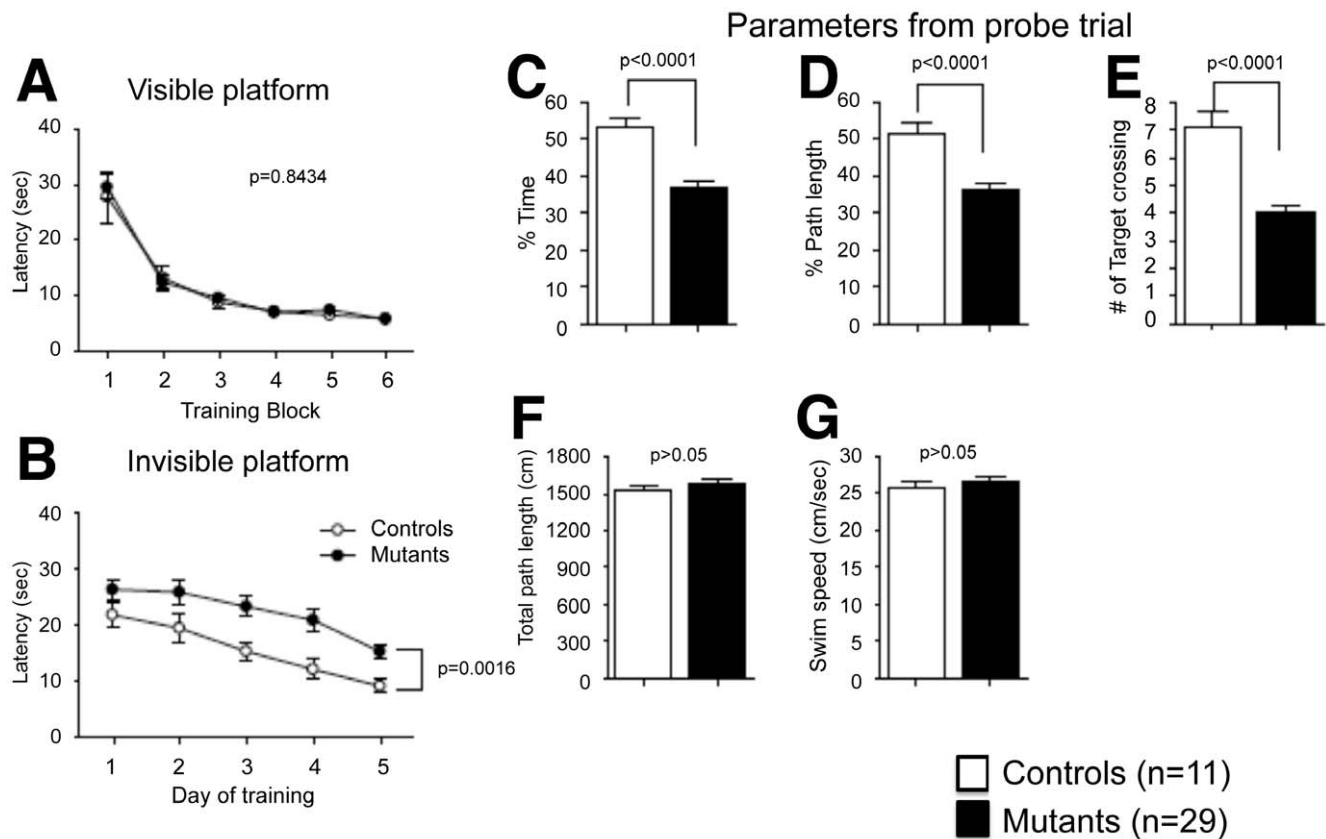 Parameters from probe trial
A
Visible platform
40
30
20
10
0
Latency (sec)
p=0.8434
1 2 3 4 5 6
Training Block
B
Invisible platform
40
30
20
10
0
Latency (sec)
Controls
Mutants
p=0.0016
1 2 3 4 5
Day of training
C
p<0.0001
60
50
40
30
20
10
0
% Time
D
p<0.0001
60
50
40
30
20
10
0
% Path length
E
p<0.0001
8
7
6
5
4
3
2
1
0
# of Target crossing
F
p>0.05
1800
1500
1200
900
600
300
0
Total path length (cm)
G
p>0.05
30
25
20
15
10
5
0
Swim speed (cm/sec)
Controls (n=11)
Mutants (n=29)